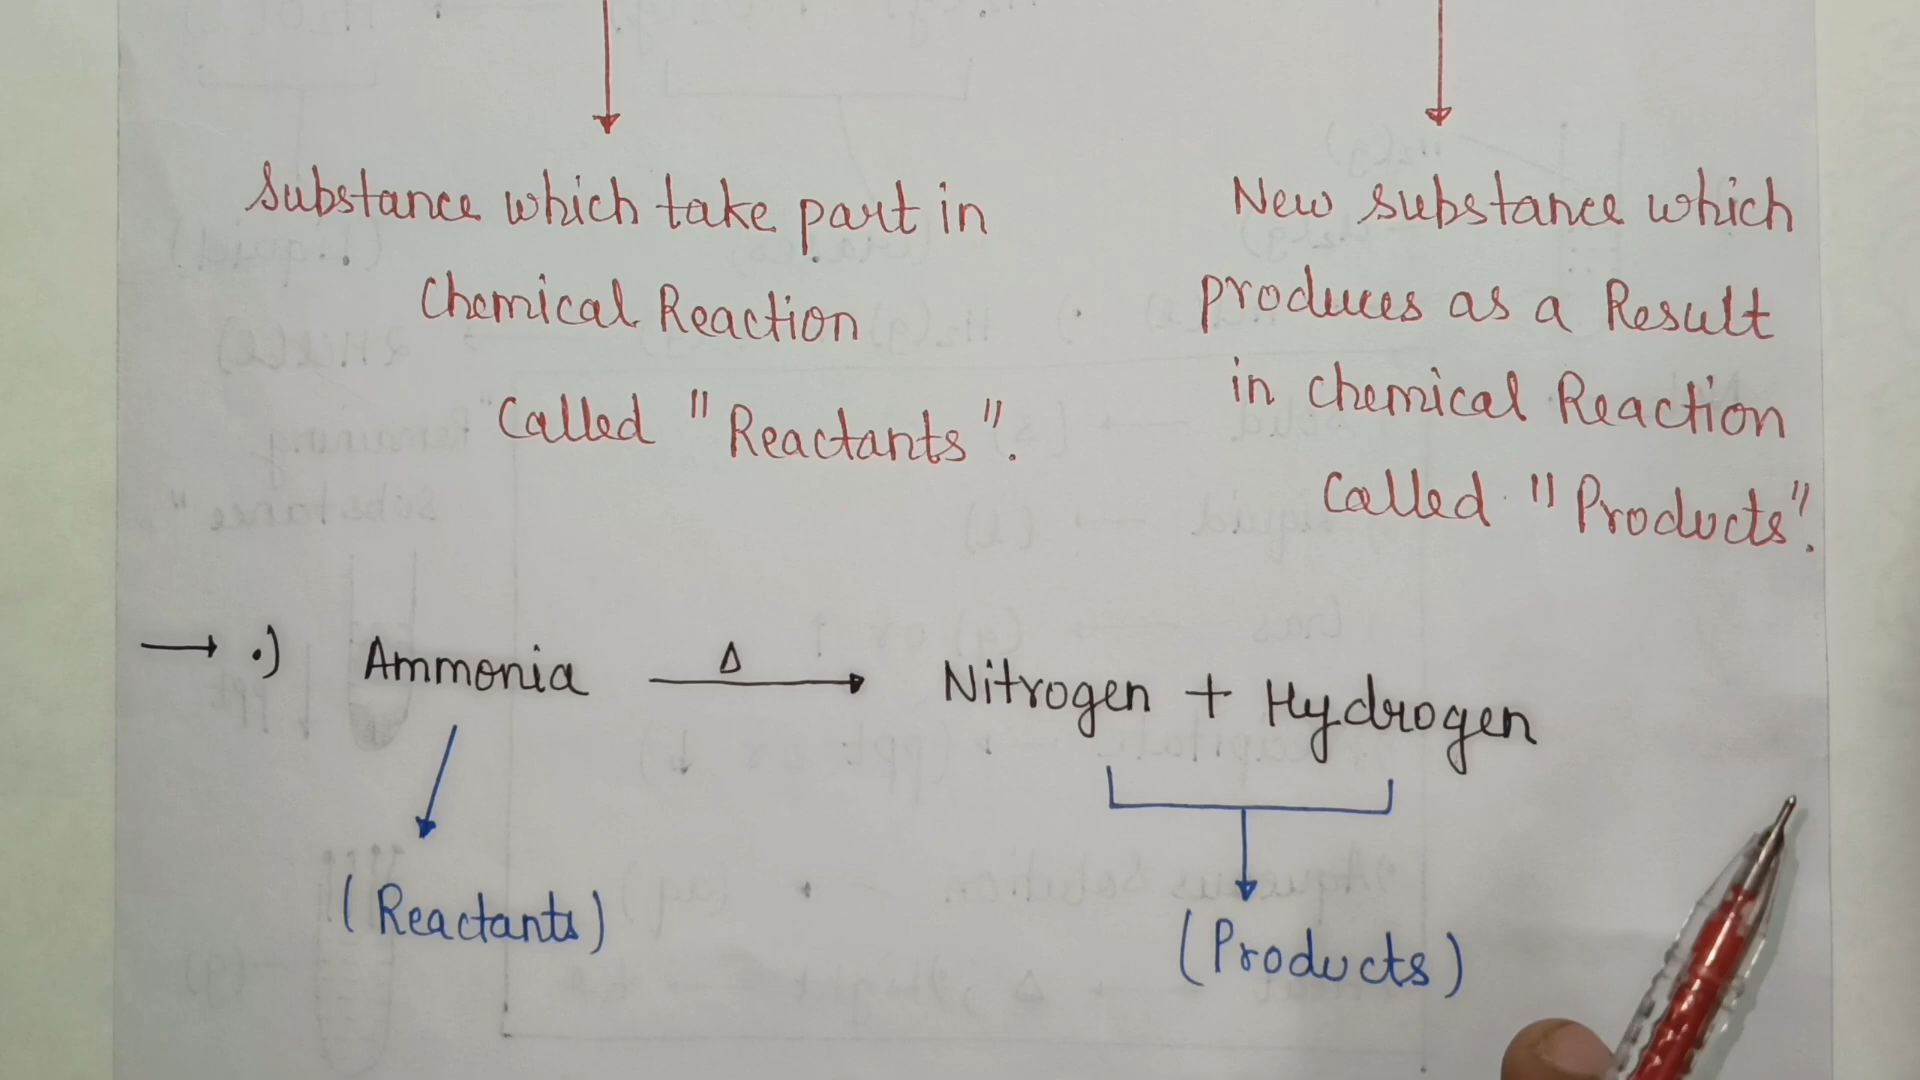 Substance which take part in
Chemical Reaction
Called "Reactants".
New substance which
produces as a Result
in chemical Reaction
Called "Products".
→ •) Ammonia —Δ→ Nitrogen + Hydrogen
(Reactants)
(Products)